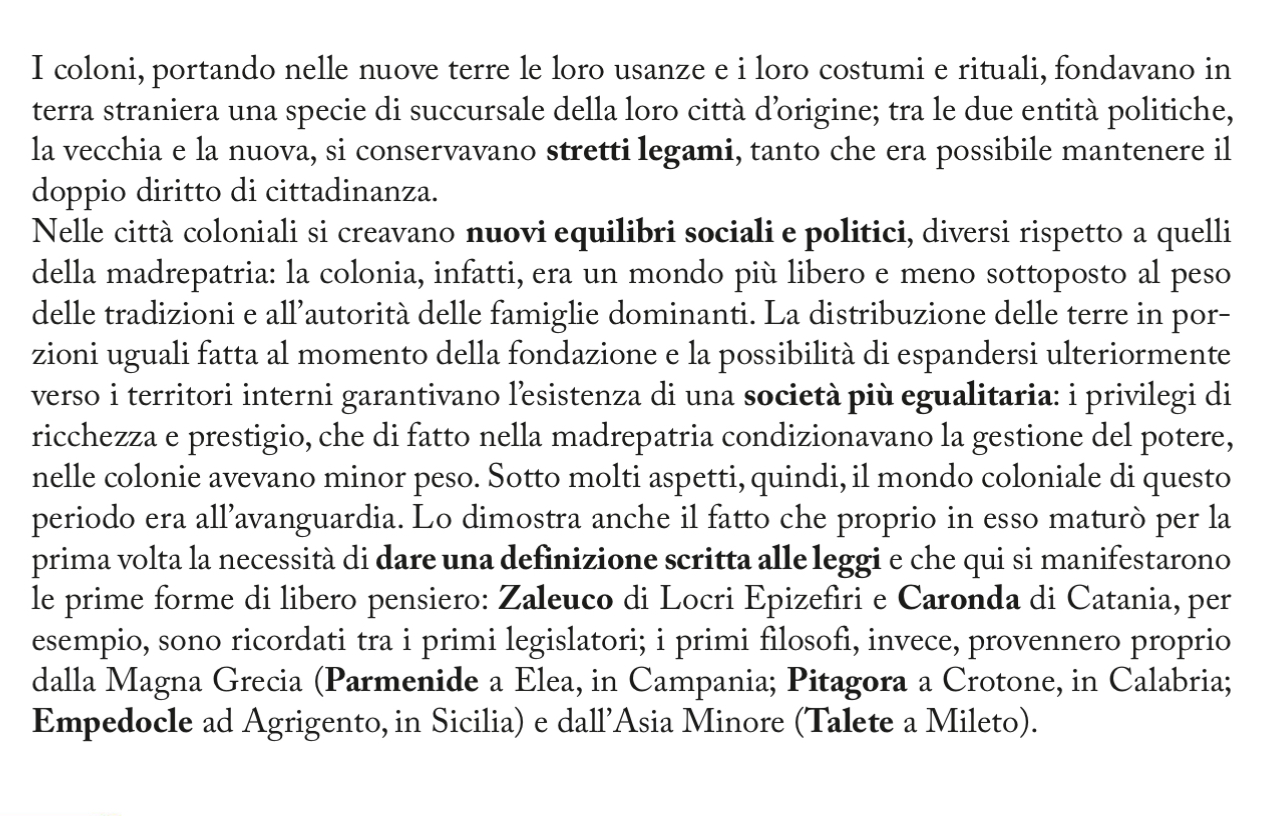 I coloni, portando nelle nuove terre le loro usanze e i loro costumi e rituali, fondavano in
terra straniera una specie di succursale della loro città d’origine; tra le due entità politiche,
la vecchia e la nuova, si conservavano stretti legami, tanto che era possibile mantenere il
doppio diritto di cittadinanza.
Nelle città coloniali si creavano nuovi equilibri sociali e politici, diversi rispetto a quelli
della madrepatria: la colonia, infatti, era un mondo più libero e meno sottoposto al peso
delle tradizioni e all’autorità delle famiglie dominanti. La distribuzione delle terre in por-
zioni uguali fatta al momento della fondazione e la possibilità di espandersi ulteriormente
verso i territori interni garantivano l’esistenza di una società più egualitaria: i privilegi di
ricchezza e prestigio, che di fatto nella madrepatria condizionavano la gestione del potere,
nelle colonie avevano minor peso. Sotto molti aspetti, quindi, il mondo coloniale di questo
periodo era all’avanguardia. Lo dimostra anche il fatto che proprio in esso maturò per la
prima volta la necessità di dare una definizione scritta alle leggi e che qui si manifestarono
le prime forme di libero pensiero: Zaleuco di Locri Epizefiri e Caronda di Catania, per
esempio, sono ricordati tra i primi legislatori; i primi filosofi, invece, provennero proprio
dalla Magna Grecia (Parmenide a Elea, in Campania; Pitagora a Crotone, in Calabria;
Empedocle ad Agrigento, in Sicilia) e dall’Asia Minore (Talete a Mileto).